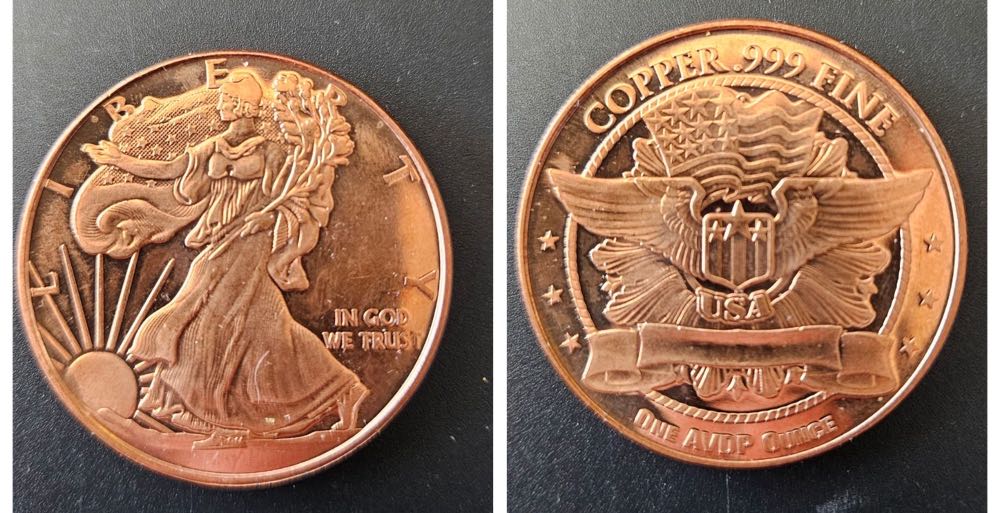 LIBERTY
IN GOD
WE TRUST
COPPER .999 FINE
USA
ONE AVDP OUNCE